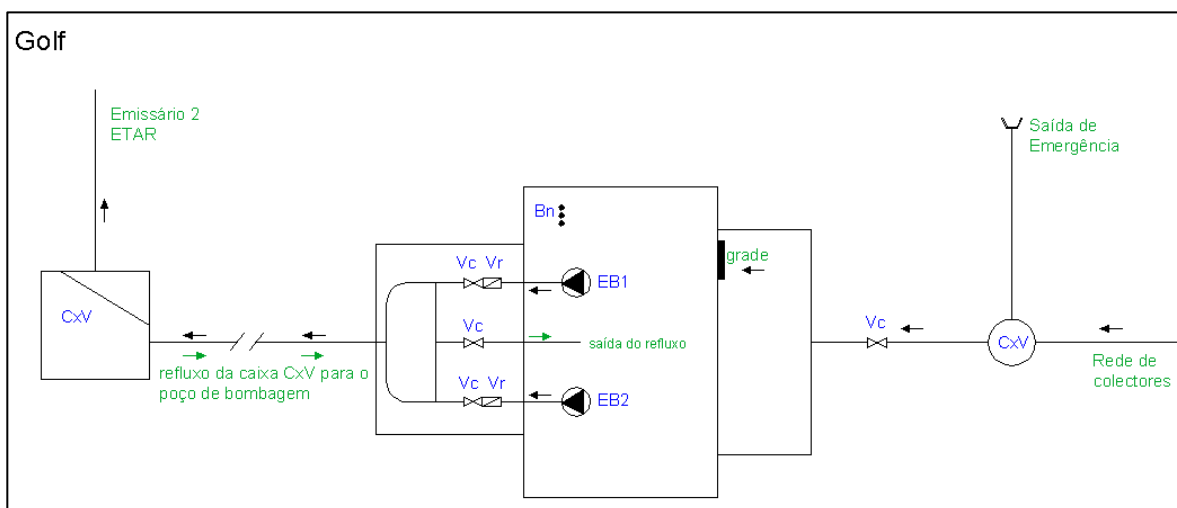 Golf
Emissário 2
ETAR
Saída de
Emergência
Bn
grade
Vc Vr
EB1
CxV
Vc
saída do refluxo
Vc
CxV
refluxo da caixa CxV para o
poço de bombagem
Vc Vr
EB2
Rede de
colectores